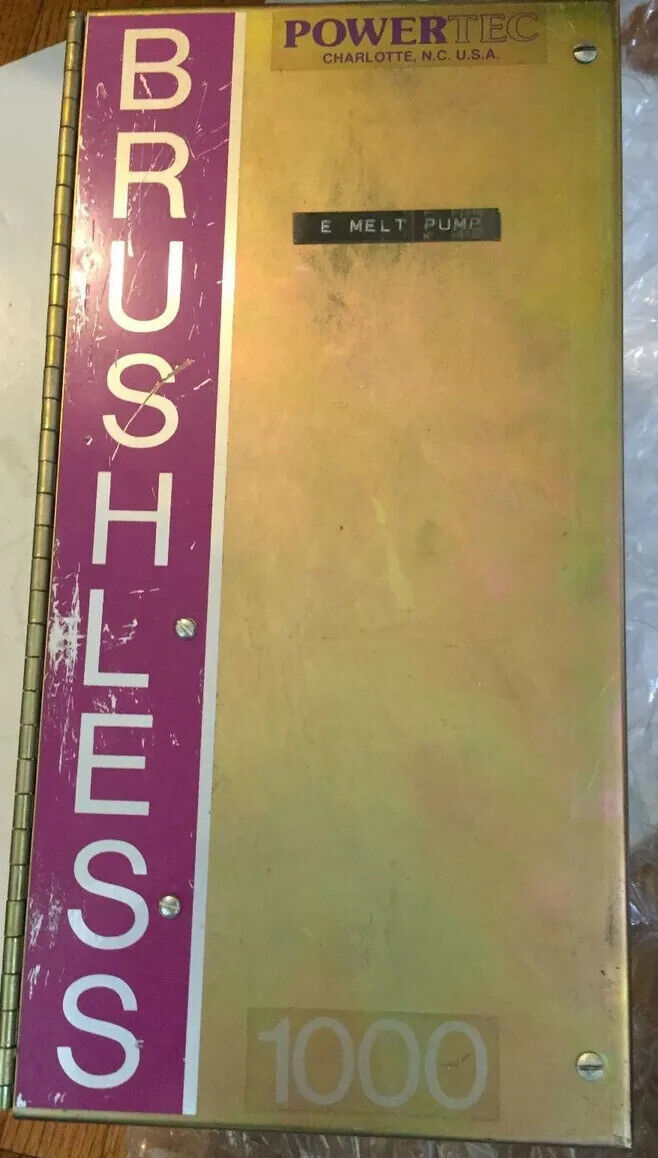 BRUSHLESS
POWERTEC
CHARLOTTE, N.C. U.S.A.
E MELT PUMP
1000